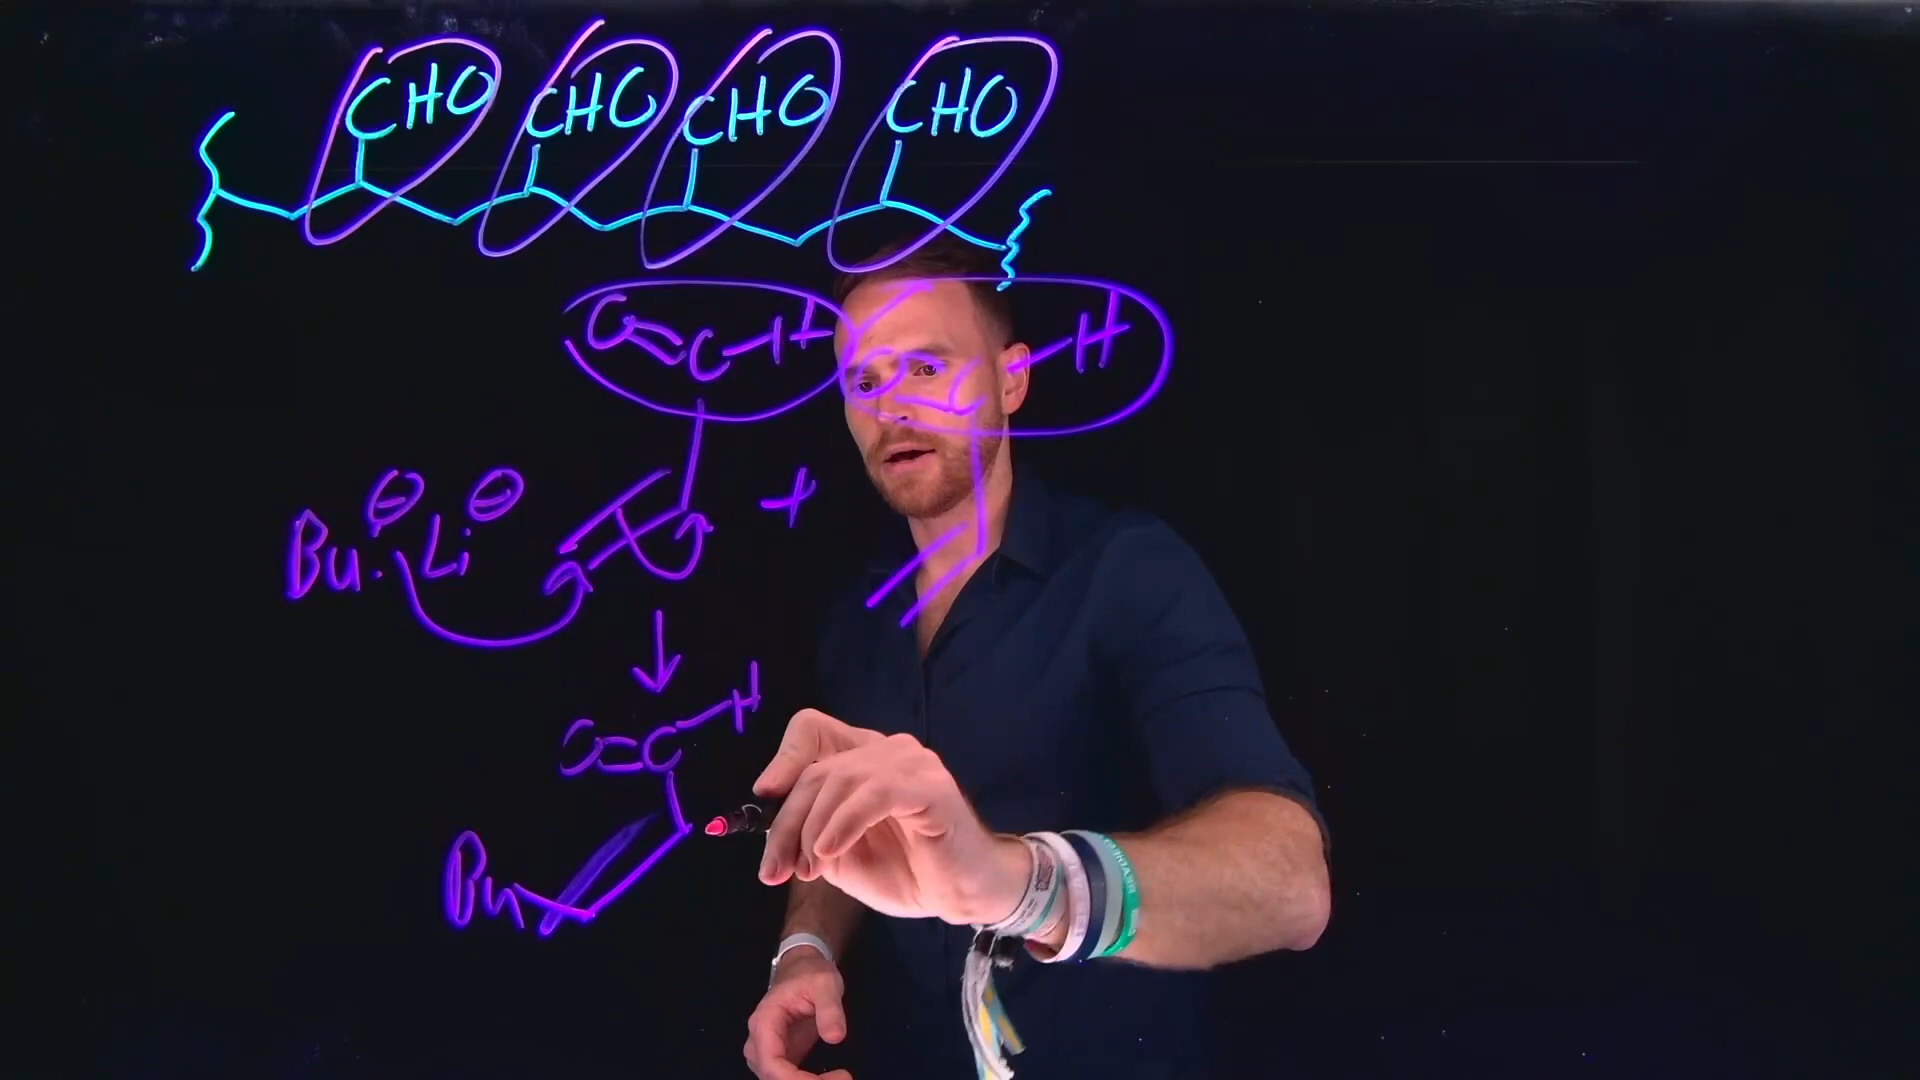 CHO CHO CHO CHO
O=C-H O=C-H
Bu Li +
⊖ ⊖
O=C-H
Bu